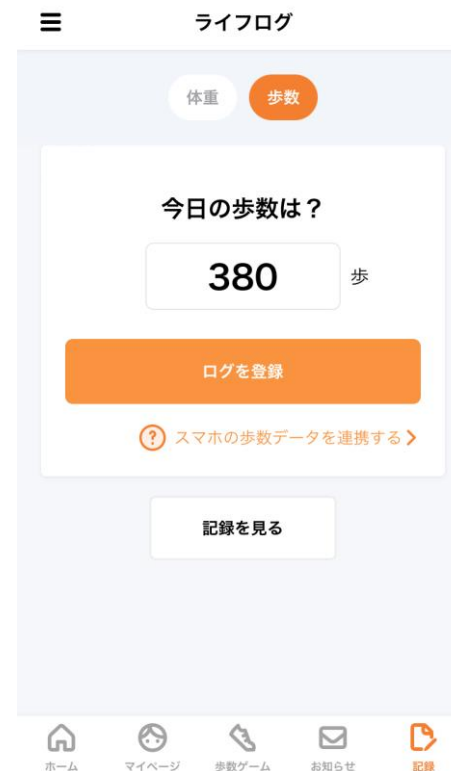 ライフログ
体重 歩数
今日の歩数は？
380 歩
ログを登録
? スマホの歩数データを連携する
記録を見る
ホーム マイページ 歩数ゲーム お知らせ 記録